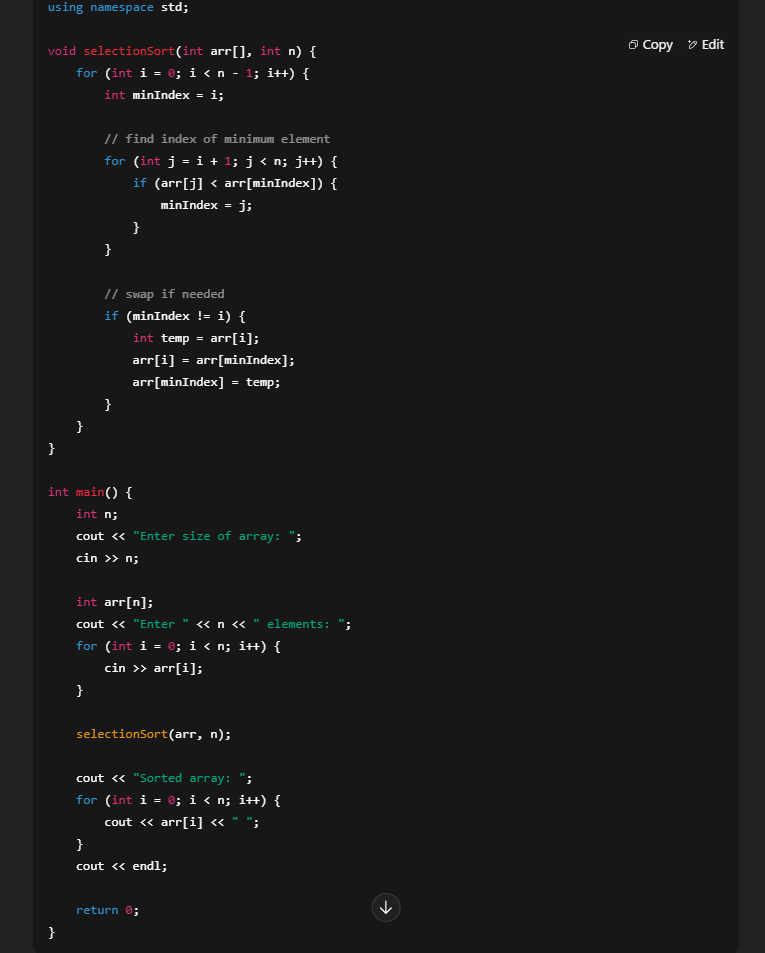 using namespace std;
void selectionSort(int arr[], int n) {
Copy Edit
for (int i = 0; i < n - 1; i++) {
int minIndex = i;
// find index of minimum element
for (int j = i + 1; j < n; j++) {
if (arr[j] < arr[minIndex]) {
minIndex = j;
}
}
// swap if needed
if (minIndex != i) {
int temp = arr[i];
arr[i] = arr[minIndex];
arr[minIndex] = temp;
}
}
}
int main() {
int n;
cout << "Enter size of array: ";
cin >> n;
int arr[n];
cout << "Enter " << n << " elements: ";
for (int i = 0; i < n; i++) {
cin >> arr[i];
}
selectionSort(arr, n);
cout << "Sorted array: ";
for (int i = 0; i < n; i++) {
cout << arr[i] << " ";
}
cout << endl;
return 0;
}